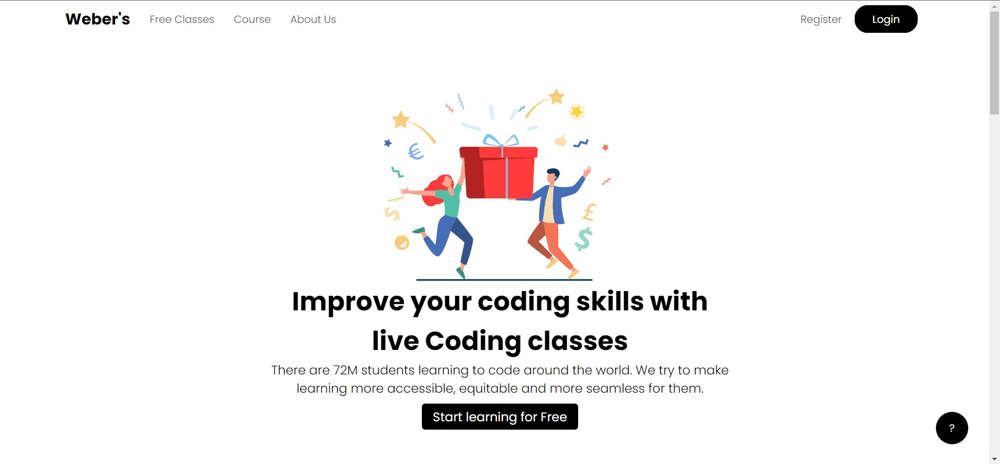 Weber's
Free Classes
Course
About Us
Register
Login
Improve your coding skills with
live Coding classes
There are 72M students learning to code around the world. We try to make
learning more accessible, equitable and more seamless for them.
Start learning for Free
?